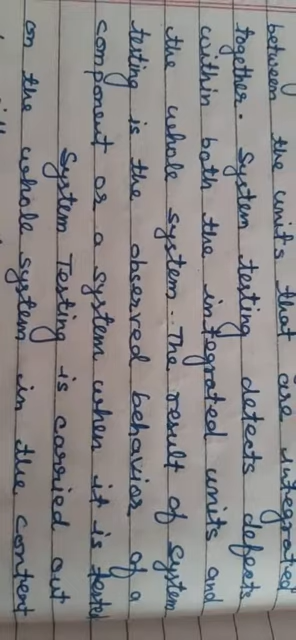 between the units that are integrated
together. System testing detects defects
within both the integrated units and
the whole system. The result of system
testing is the observed behavior of a
component or a system when it is tested
System Testing is carried out
on the whole system in the context